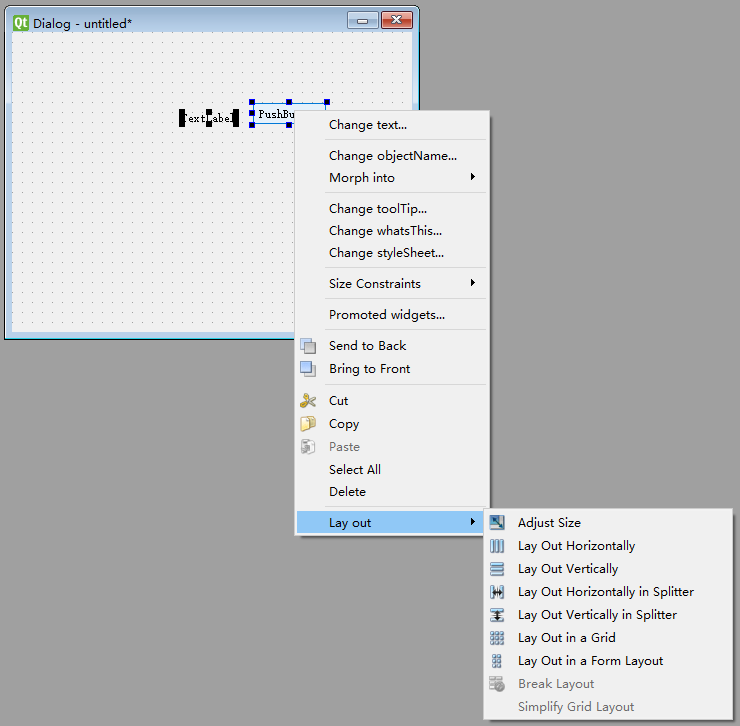 Qt Dialog - untitled*
TextLabel
PushBu
Change text...
Change objectName...
Morph into
Change toolTip...
Change whatsThis...
Change styleSheet...
Size Constraints
Promoted widgets...
Send to Back
Bring to Front
Cut
Copy
Paste
Select All
Delete
Lay out
Adjust Size
Lay Out Horizontally
Lay Out Vertically
Lay Out Horizontally in Splitter
Lay Out Vertically in Splitter
Lay Out in a Grid
Lay Out in a Form Layout
Break Layout
Simplify Grid Layout